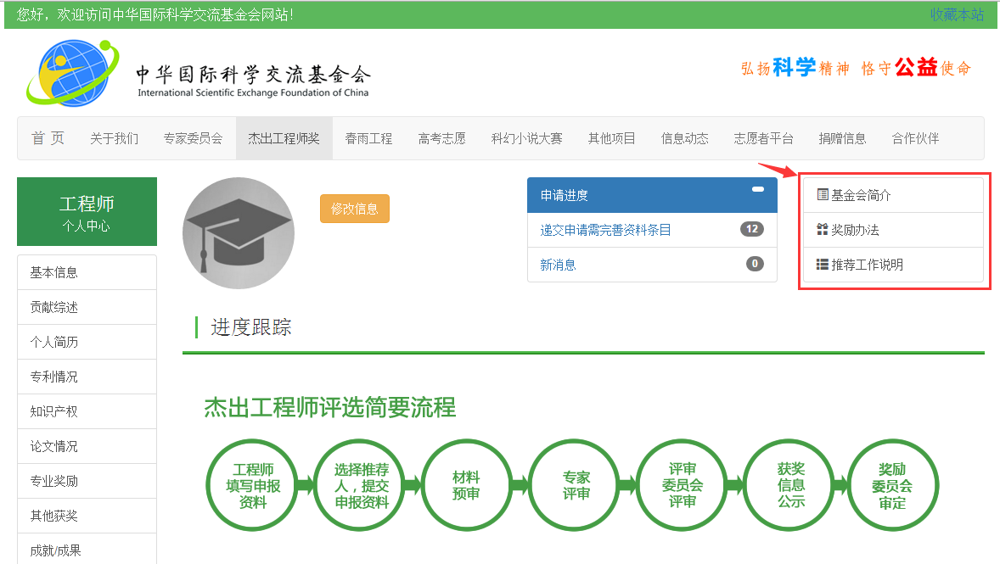 您好，欢迎访问中华国际科学交流基金会网站！
收藏本站
中华国际科学交流基金会
International Scientific Exchange Foundation of China
弘扬科学精神 恪守公益使命
首 页 关于我们 专家委员会 杰出工程师奖 春雨工程 高考志愿 科幻小说大赛 其他项目 信息动态 志愿者平台 捐赠信息 合作伙伴
工程师
个人中心
基本信息
贡献综述
个人简历
专利情况
知识产权
论文情况
专业奖励
其他获奖
成就/成果
修改信息
申请进度
递交申请需完善资料条目 12
新消息 0
基金会简介
奖励办法
推荐工作说明
进度跟踪
杰出工程师评选简要流程
工程师
填写申报
资料
选择推荐
人，提交
申报资料
材料
预审
专家
评审
评审
委员会
评审
获奖
信息
公示
奖励
委员会
审定